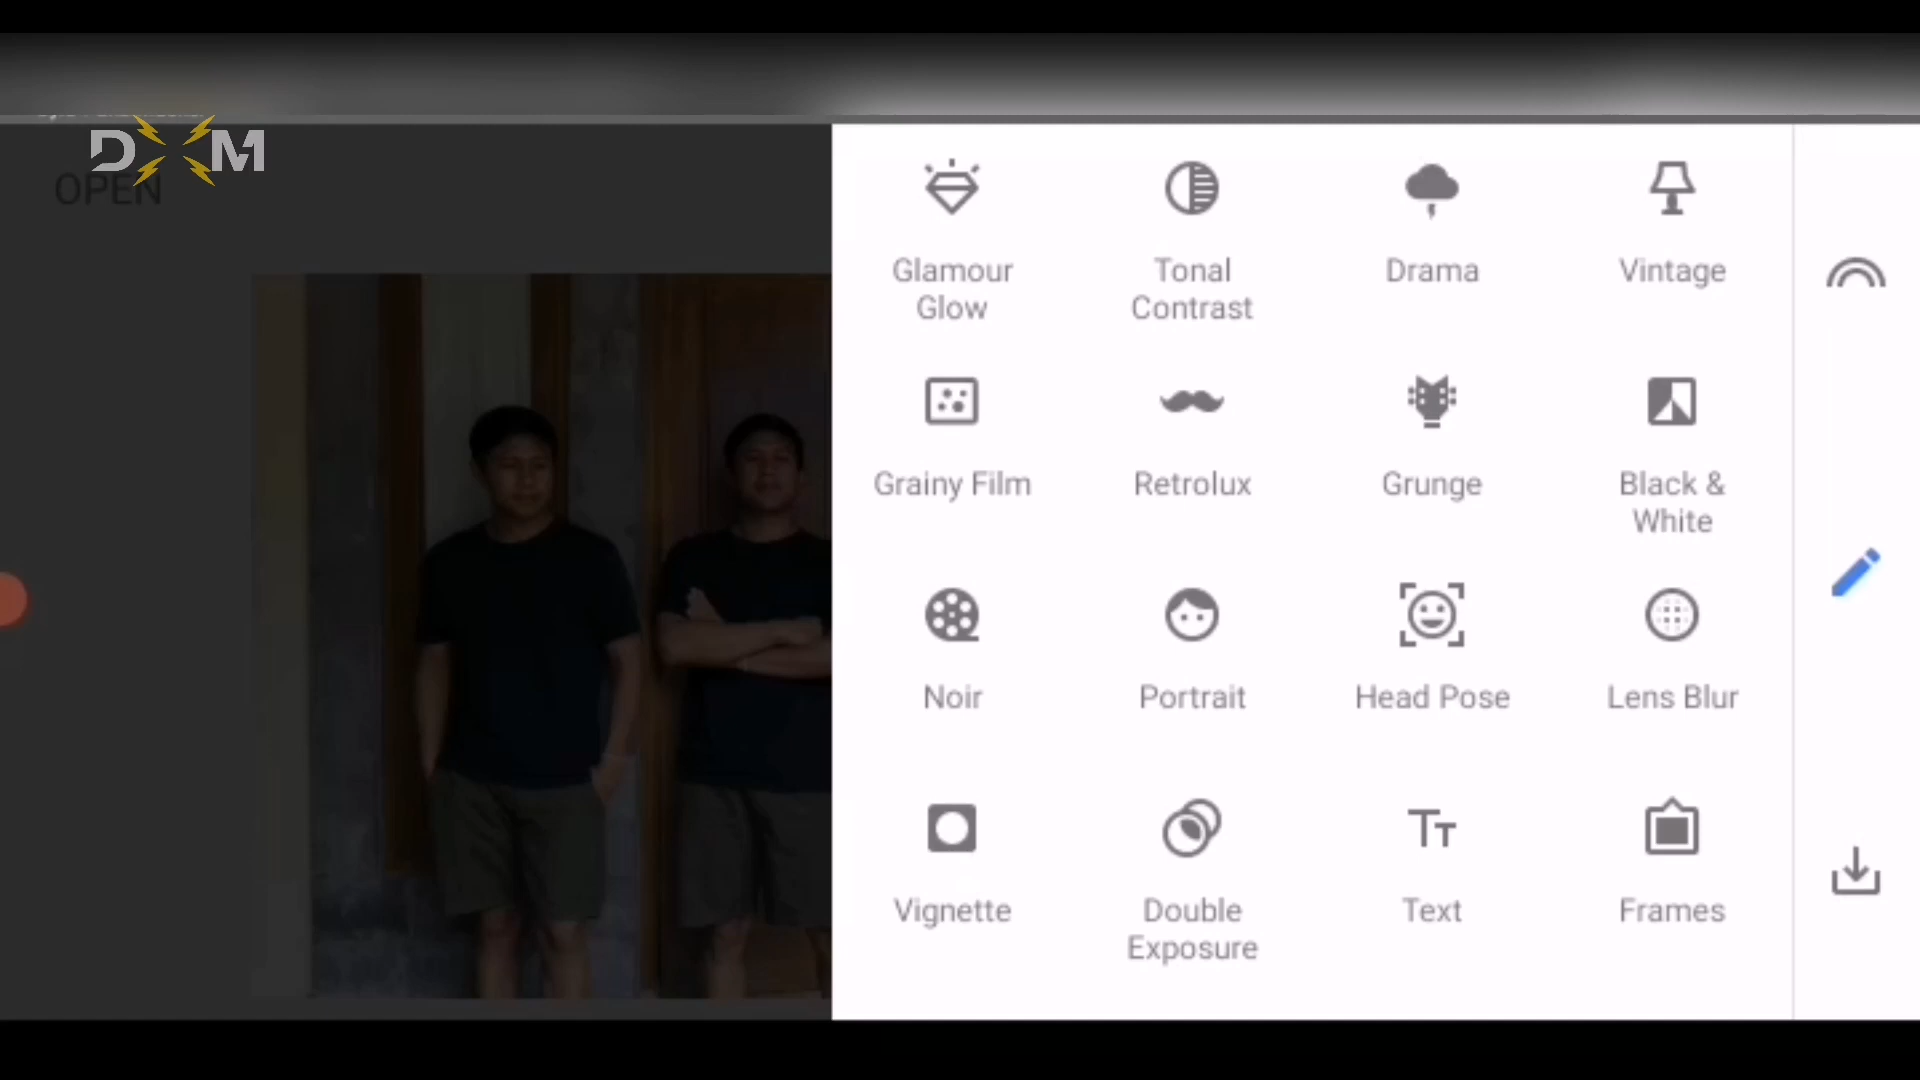 D M
OPEN
Glamour
Glow
Tonal
Contrast
Drama
Vintage
Grainy Film
Retrolux
Grunge
Black &
White
Noir
Portrait
Head Pose
Lens Blur
Vignette
Double
Exposure
Text
Frames